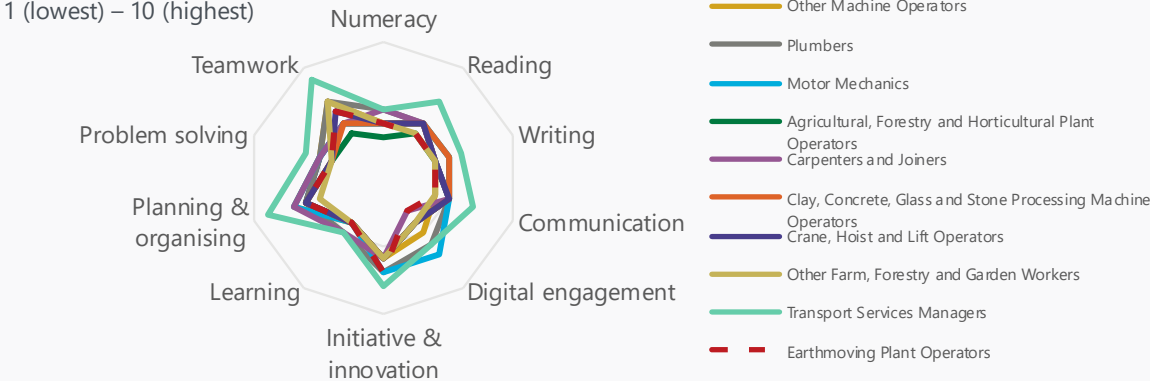 1 (lowest) – 10 (highest)
Numeracy
Reading
Writing
Communication
Digital engagement
Initiative &
innovation
Learning
Planning &
organising
Problem solving
Teamwork
Other Machine Operators
Plumbers
Motor Mechanics
Agricultural, Forestry and Horticultural Plant
Operators
Carpenters and Joiners
Clay, Concrete, Glass and Stone Processing Machine
Operators
Crane, Hoist and Lift Operators
Other Farm, Forestry and Garden Workers
Transport Services Managers
Earthmoving Plant Operators